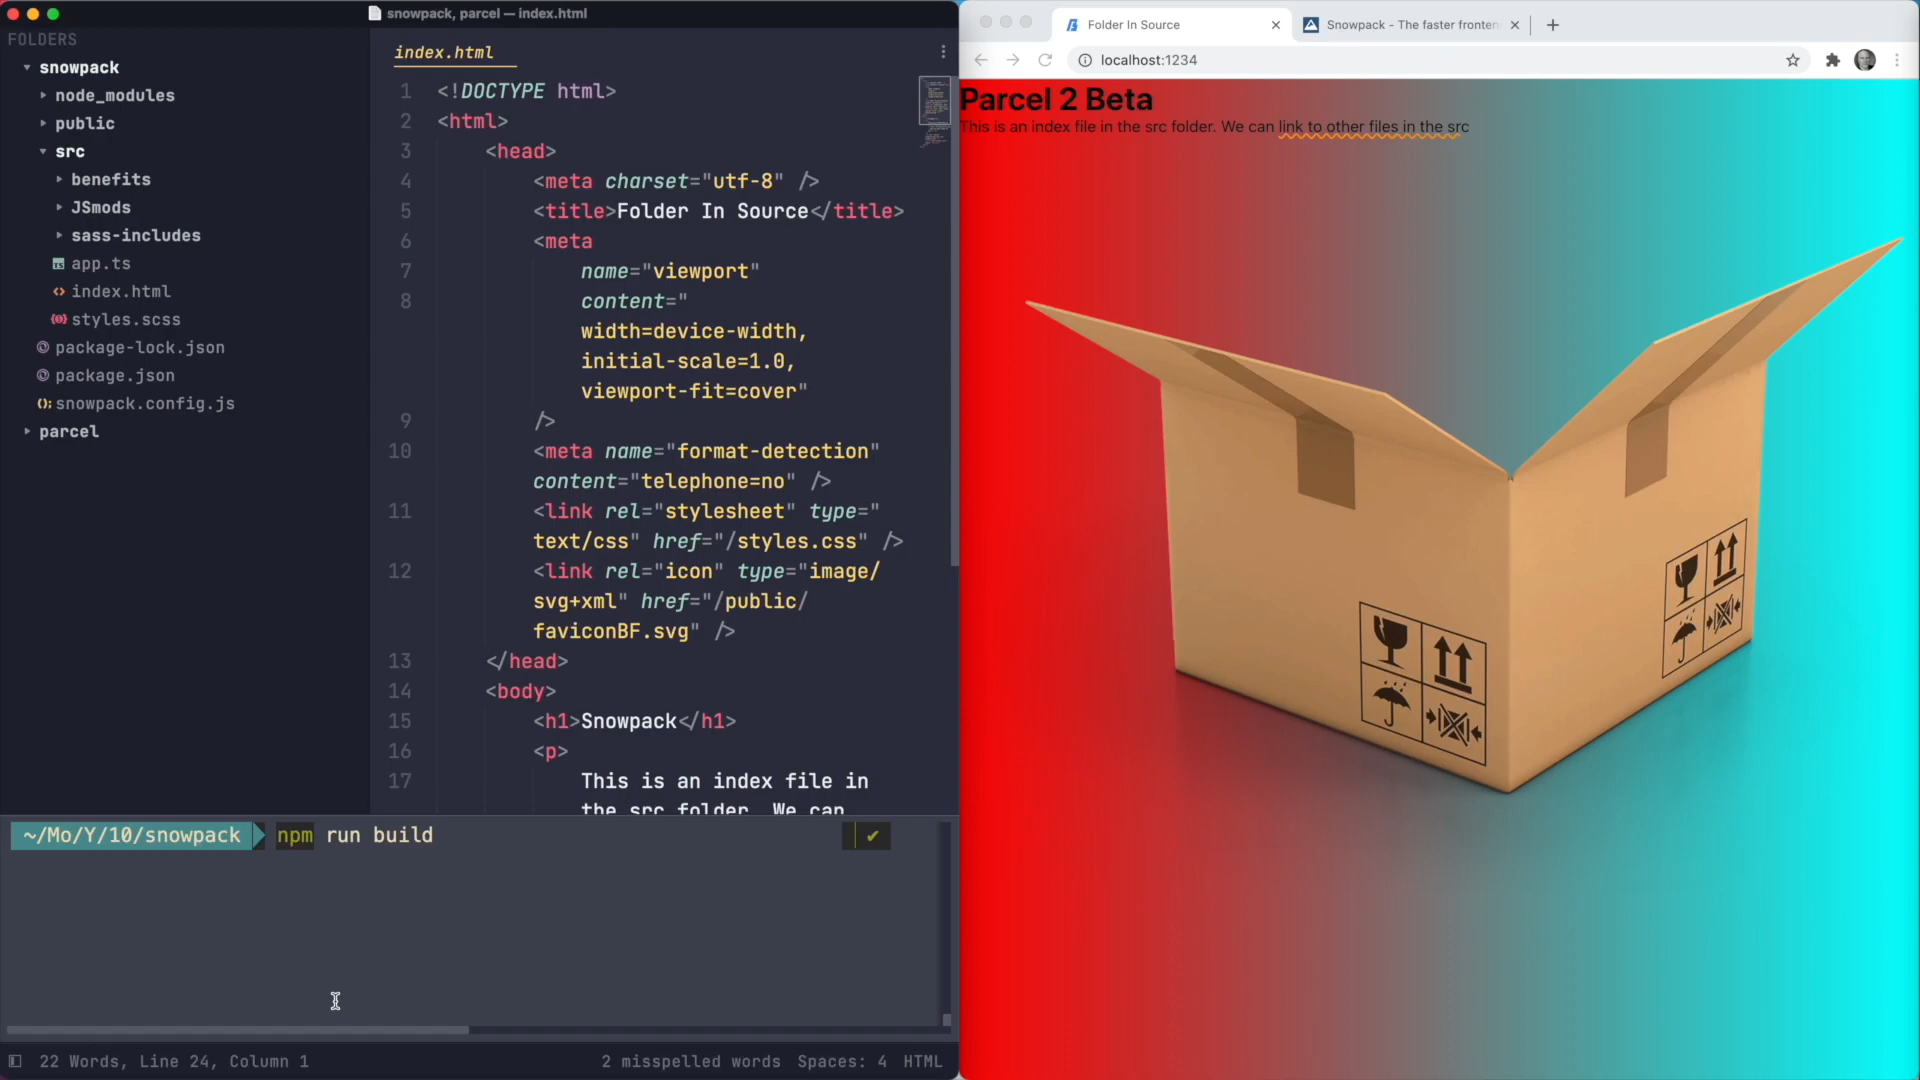 snowpack, parcel — index.html
FOLDERS
snowpack
node_modules
public
src
benefits
JSmods
sass-includes
app.ts
index.html
styles.scss
package-lock.json
package.json
snowpack.config.js
parcel
index.html
1 <!DOCTYPE html>
2 <html>
3 <head>
4 <meta charset="utf-8" />
5 <title>Folder In Source</title>
6 <meta
7 name="viewport"
8 content="
width=device-width,
initial-scale=1.0,
viewport-fit=cover"
9 />
10 <meta name="format-detection"
content="telephone=no" />
11 <link rel="stylesheet" type="
text/css" href="/styles.css" />
12 <link rel="icon" type="image/
svg+xml" href="/public/
faviconBF.svg" />
13 </head>
14 <body>
15 <h1>Snowpack</h1>
16 <p>
17 This is an index file in
the src folder. We can
~/Mo/Y/10/snowpack npm run build ✔
22 Words, Line 24, Column 1 2 misspelled words Spaces: 4 HTML
Folder In Source
Snowpack - The faster fronten
localhost:1234
Parcel 2 Beta
This is an index file in the src folder. We can link to other files in the src